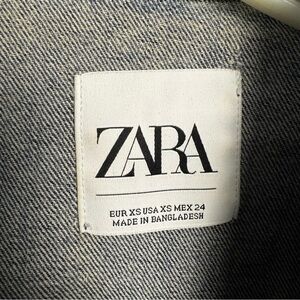 ZARA
EUR XS USA XS MEX 24
MADE IN BANGLADESH